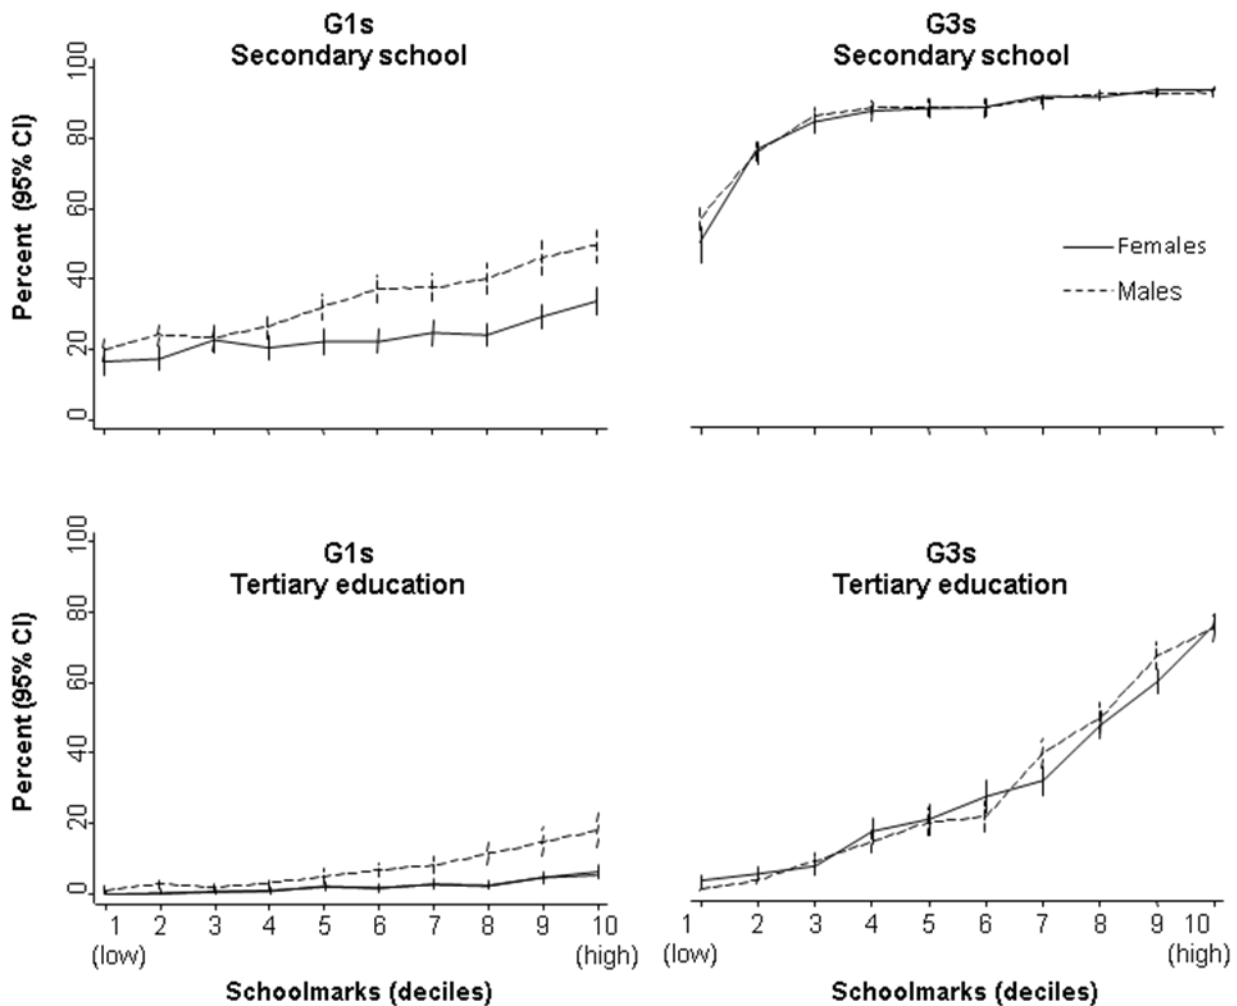 G1s
Secondary school
G3s
Secondary school
Percent (95% CI)
100
80
60
40
20
0
Females
Males
G1s
Tertiary education
G3s
Tertiary education
Percent(95% CI)
100
80
60
40
20
0
1 2 3 4 5 6 7 8 9 10
(low) (high)
Schoolmarks (deciles)
1 2 3 4 5 6 7 8 9 10
(low) (high)
Schoolmarks (deciles)